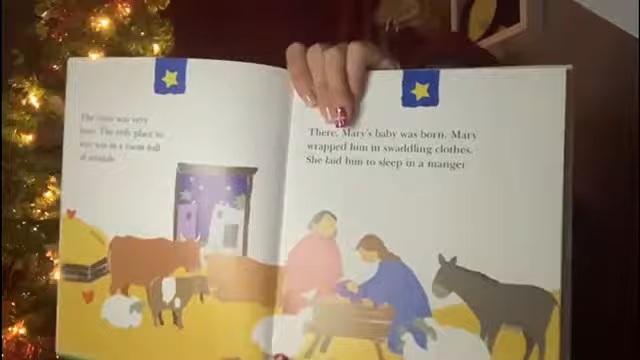 The town was very
busy. The only place to
stay was in a room full
of animals.
There, Mary's baby was born. Mary
wrapped him in swaddling clothes.
She laid him to sleep in a manger